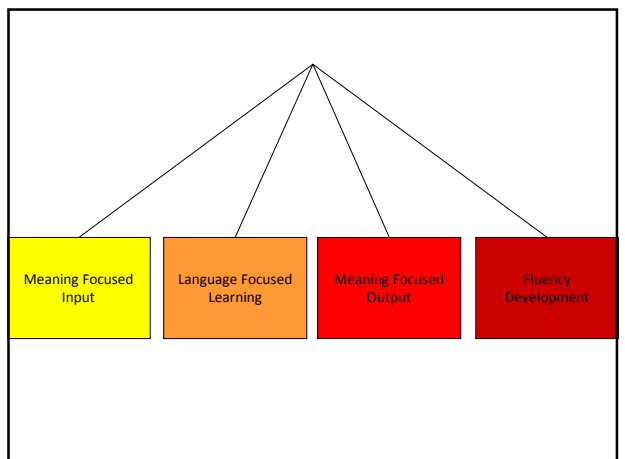 Meaning Focused
Input
Language Focused
Learning
Meaning Focused
Output
Fluency
Development